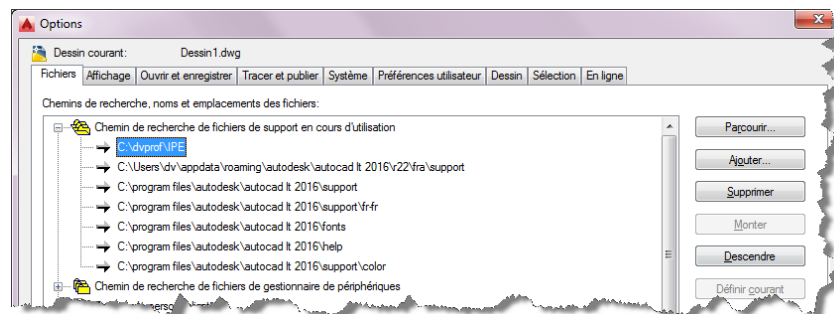 Options
Dessin courant: Dessin1.dwg
Fichiers Affichage Ouvrir et enregistrer Tracer et publier Système Préférences utilisateur Dessin Sélection En ligne
Chemins de recherche, noms et emplacements des fichiers:
Chemin de recherche de fichiers de support en cours d'utilisation
C:\dvprof\IPE
C:\Users\dv\appdata\roaming\autodesk\autocad lt 2016\r22\fra\support
C:\program files\autodesk\autocad lt 2016\support
C:\program files\autodesk\autocad lt 2016\support\fr-fr
C:\program files\autodesk\autocad lt 2016\fonts
C:\program files\autodesk\autocad lt 2016\help
C:\program files\autodesk\autocad lt 2016\support\color
Chemin de recherche de fichiers de gestionnaire de périphériques
Parcourir...
Ajouter...
Supprimer
Monter
Descendre
Définir courant